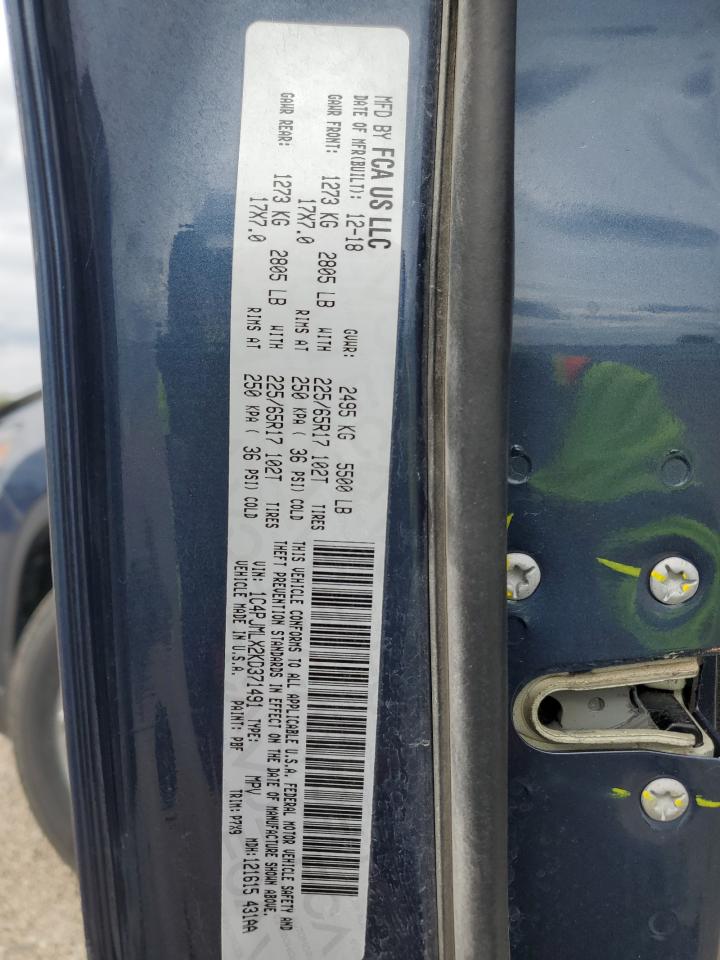 MFD BY FCA US LLC
DATE OF MFR(BUILT): 12-18 GVWR: 2495 KG 5500 LB
GAWR FRONT: 1273 KG 2805 LB WITH 225/65R17 102T TIRES
17X7.0 RIMS AT 250 KPA ( 36 PSI) COLD
GAWR REAR: 1273 KG 2805 LB WITH 225/65R17 102T TIRES
17X7.0 RIMS AT 250 KPA ( 36 PSI) COLD
THIS VEHICLE CONFORMS TO ALL APPLICABLE U.S.A. FEDERAL MOTOR VEHICLE SAFETY AND
THEFT PREVENTION STANDARDS IN EFFECT ON THE DATE OF MANUFACTURE SHOWN ABOVE.
VIN: 1C4PJMLX2KD371491 TYPE: MPV MDH:121615 431AA
VEHICLE MADE IN U.S.A. PAINT: PBF TRIM:P7X9